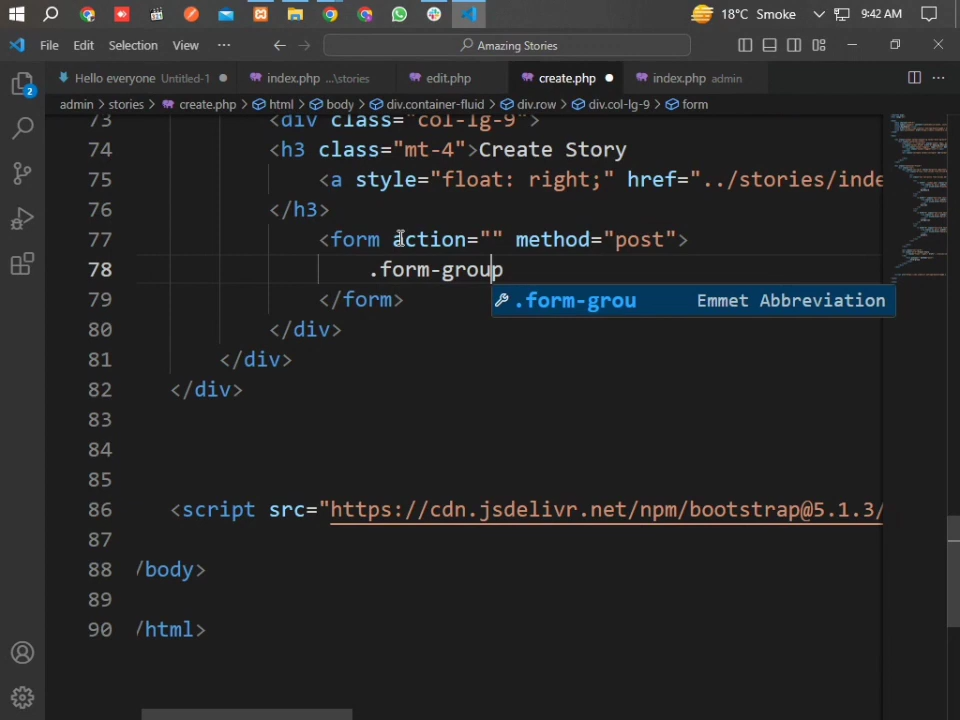 18°C Smoke
9:42 AM
File Edit Selection View ··· Amazing Stories
Hello everyone Untitled-1 index.php ...\stories edit.php create.php index.php admin
2
admin > stories > create.php > html > body > div.container-fluid > div.row > div.col-lg-9 > form
73 <div class="col-lg-9">
74 <h3 class="mt-4">Create Story
75 <a style="float: right;" href="../stories/inde
76 </h3>
77 <form action="" method="post">
78 .form-group
79 </form>
.form-grou Emmet Abbreviation
80 </div>
81 </div>
82 </div>
83
84
85
86 <script src="https://cdn.jsdelivr.net/npm/bootstrap@5.1.3/
87
88 /body>
89
90 /html>